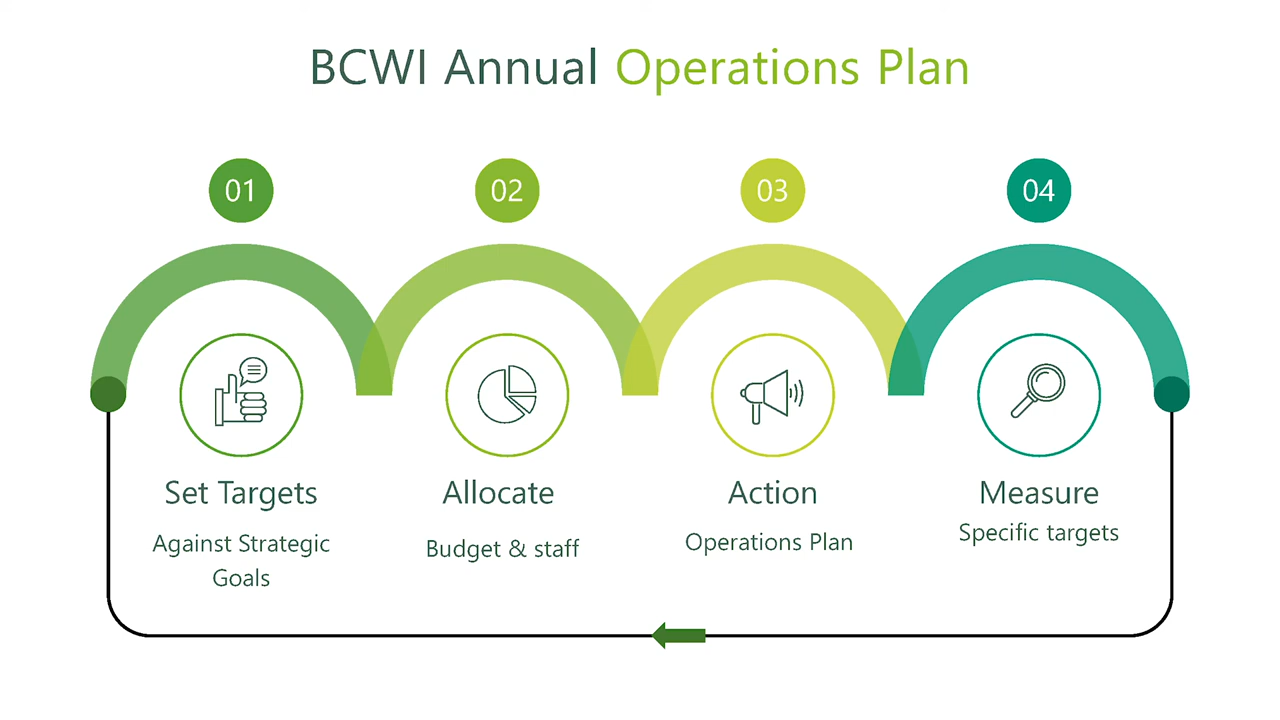 BCWI Annual Operations Plan
01
02
03
04
Set Targets
Against Strategic
Goals
Allocate
Budget & staff
Action
Operations Plan
Measure
Specific targets